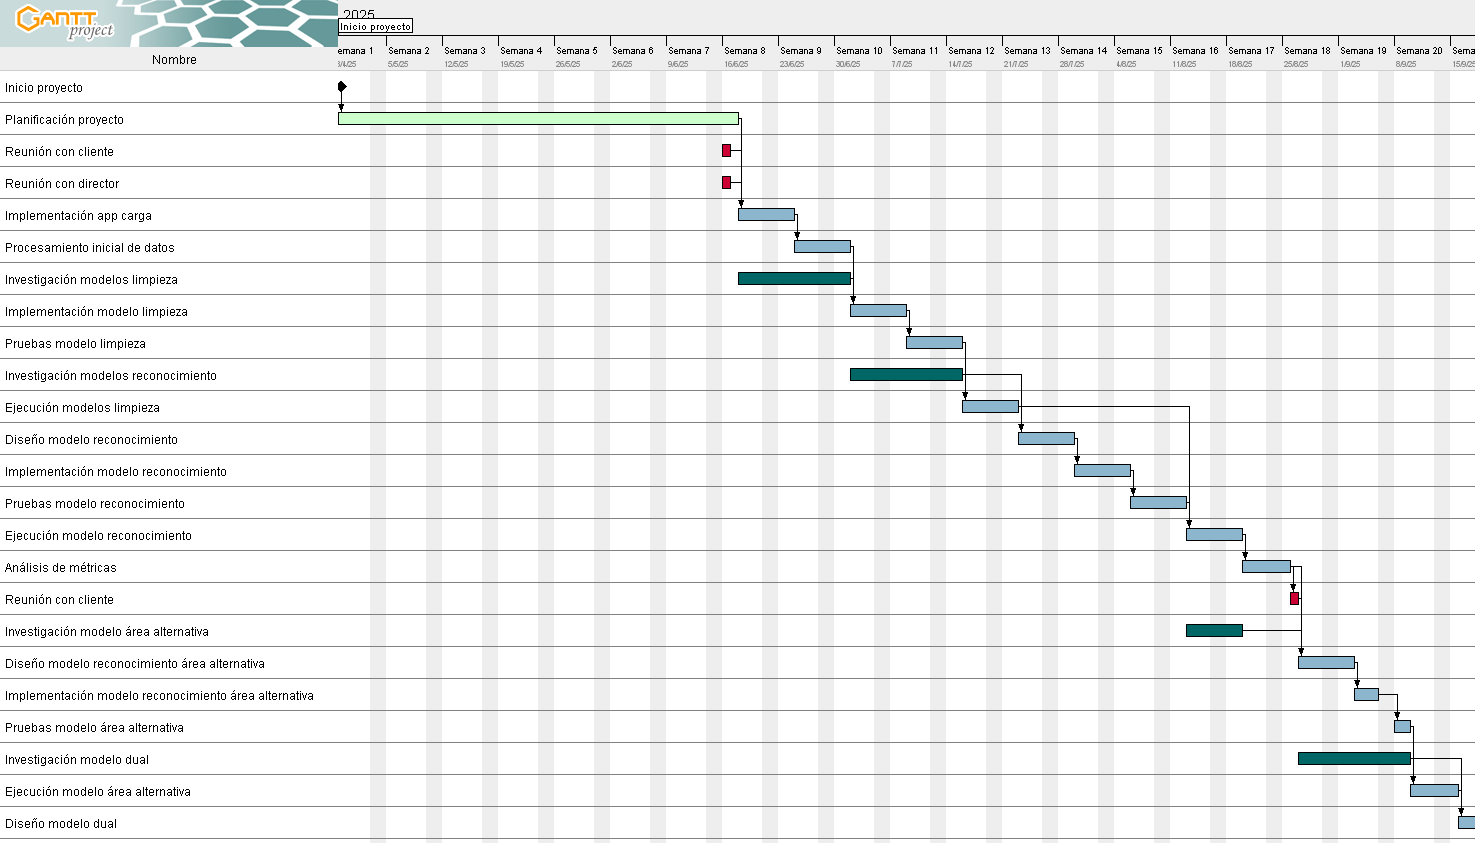 GANTT
project
2025
Inicio proyecto
emana 1 Semana 2 Semana 3 Semana 4 Semana 5 Semana 6 Semana 7 Semana 8 Semana 9 Semana 10 Semana 11 Semana 12 Semana 13 Semana 14 Semana 15 Semana 16 Semana 17 Semana 18 Semana 19 Semana 20 Sema
Nombre
/4/25 5/5/25 12/5/25 19/5/25 26/5/25 2/6/25 9/6/25 16/6/25 23/6/25 30/6/25 7/7/25 14/7/25 21/7/25 28/7/25 4/8/25 11/8/25 18/8/25 25/8/25 1/9/25 8/9/25 15/9/25
Inicio proyecto
Planificación proyecto
Reunión con cliente
Reunión con director
Implementación app carga
Procesamiento inicial de datos
Investigación modelos limpieza
Implementación modelo limpieza
Pruebas modelo limpieza
Investigación modelos reconocimiento
Ejecución modelos limpieza
Diseño modelo reconocimiento
Implementación modelo reconocimiento
Pruebas modelo reconocimiento
Ejecución modelo reconocimiento
Análisis de métricas
Reunión con cliente
Investigación modelo área alternativa
Diseño modelo reconocimiento área alternativa
Implementación modelo reconocimiento área alternativa
Pruebas modelo área alternativa
Investigación modelo dual
Ejecución modelo área alternativa
Diseño modelo dual